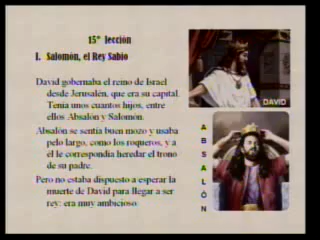 15ª lección
I. Salomón, el Rey Sabio
David gobernaba el reino de Israel
desde Jerusalén, que era su capital.
Tenía unos cuantos hijos, entre
ellos Absalón y Salomón.
Absalón se sentía buen mozo y usaba
pelo largo, como los roqueros, y a
él le correspondía heredar el trono
de su padre.
Pero no estaba dispuesto a esperar la
muerte de David para llegar a ser
rey: era muy ambicioso.
DAVID
ABSALÓN